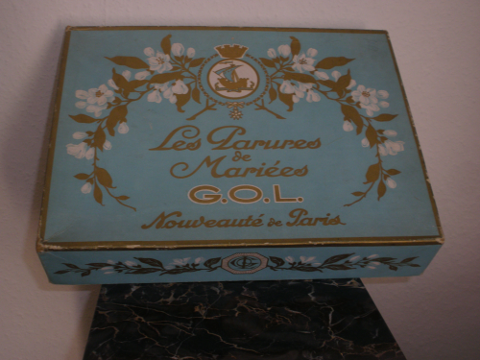 Les Parures
de
Mariées
G.O.L.
Nouveauté de Paris